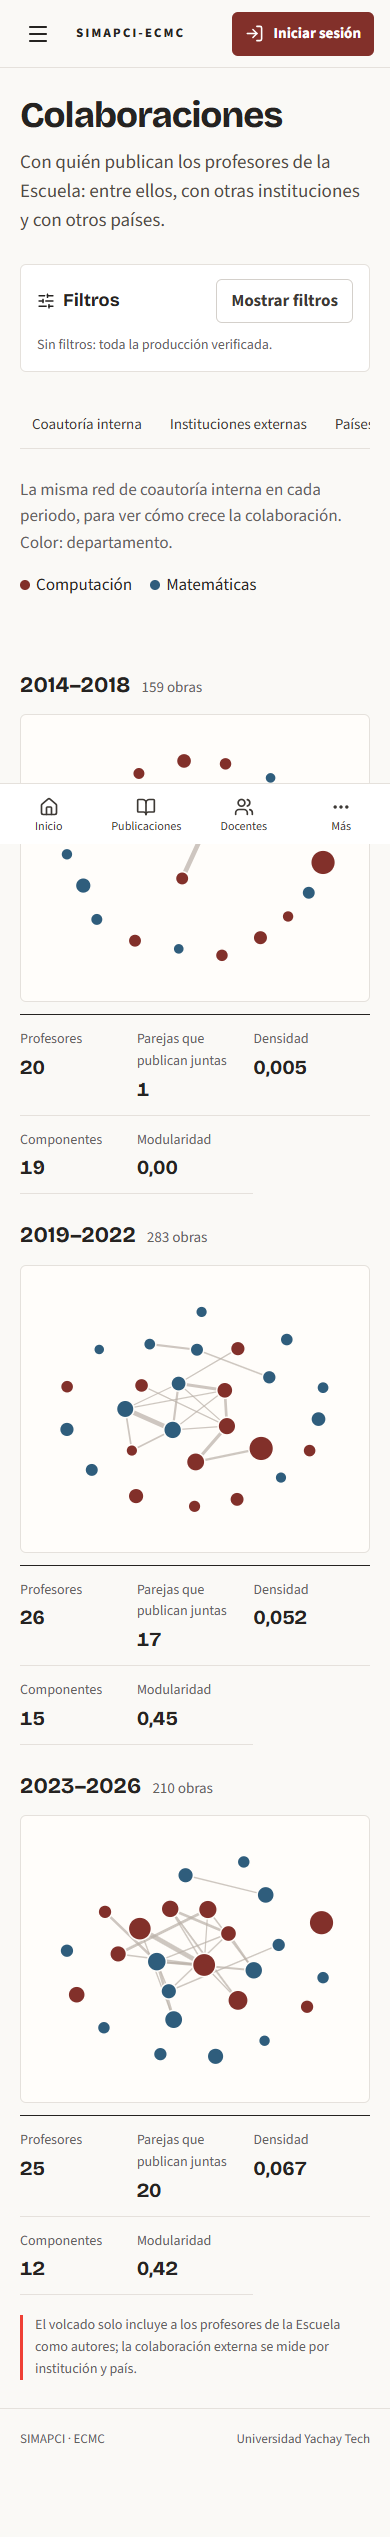 SIMAPCI-ECMC
Iniciar sesión
Colaboraciones
Con quién publican los profesores de la
Escuela: entre ellos, con otras instituciones
y con otros países.
Filtros
Mostrar filtros
Sin filtros: toda la producción verificada.
Coautoría interna
Instituciones externas
Países
La misma red de coautoría interna en cada
periodo, para ver cómo crece la colaboración.
Color: departamento.
Computación
Matemáticas
2014–2018 159 obras
Inicio
Publicaciones
Docentes
Más
Profesores
20
Parejas que
publican juntas
1
Densidad
0,005
Componentes
19
Modularidad
0,00
2019–2022 283 obras
Profesores
26
Parejas que
publican juntas
17
Densidad
0,052
Componentes
15
Modularidad
0,45
2023–2026 210 obras
Profesores
25
Parejas que
publican juntas
20
Densidad
0,067
Componentes
12
Modularidad
0,42
El volcado solo incluye a los profesores de la Escuela
como autores; la colaboración externa se mide por
institución y país.
SIMAPCI · ECMC
Universidad Yachay Tech